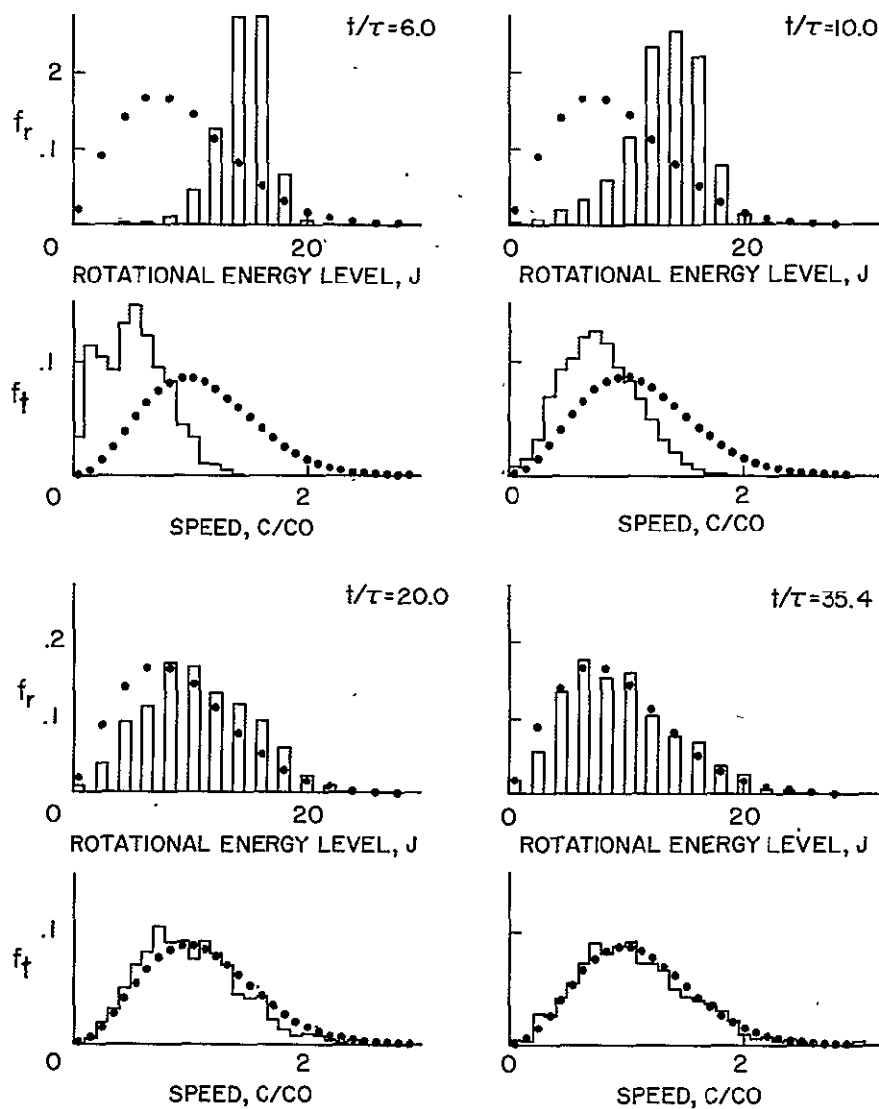 t/τ=6.0
t/τ=10.0
.2
f_r
.1
0
20
0
20
ROTATIONAL ENERGY LEVEL, J
ROTATIONAL ENERGY LEVEL, J
.1
f_t
0
2
0
2
SPEED, C/CO
SPEED, C/CO
t/τ=20.0
t/τ=35.4
.2
f_r
.1
0
20
0
20
ROTATIONAL ENERGY LEVEL, J
ROTATIONAL ENERGY LEVEL, J
.1
f_t
0
2
0
2
SPEED, C/CO
SPEED, C/CO